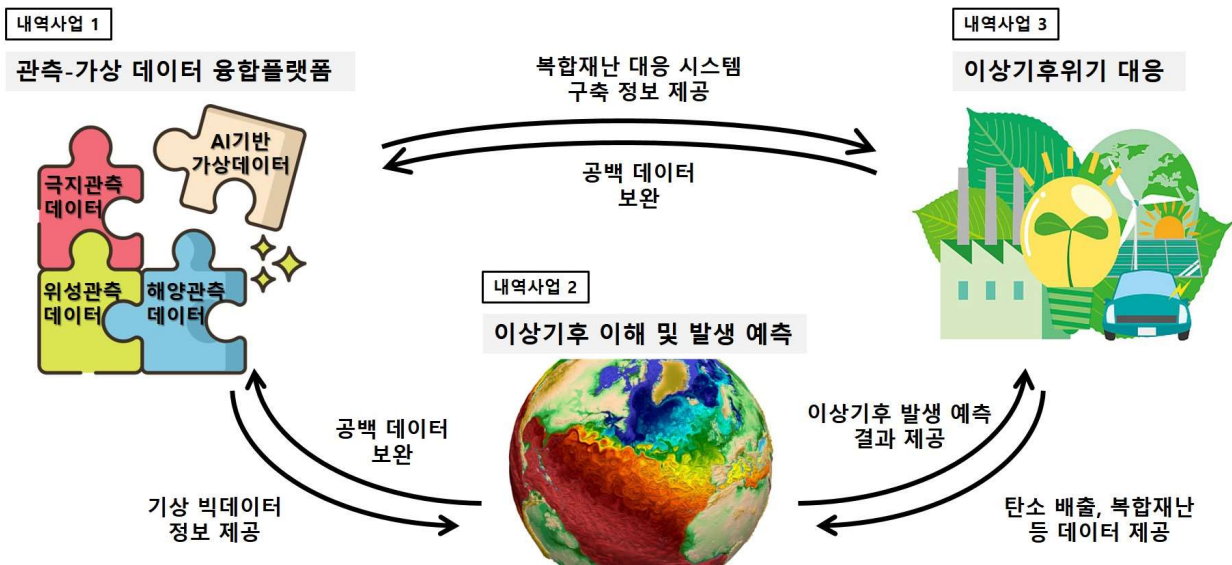 내역사업 1
관측-가상 데이터 융합플랫폼
AI기반
가상데이터
극지관측
데이터
위성관측
데이터
해양관측
데이터
복합재난 대응 시스템
구축 정보 제공
공백 데이터
보완
내역사업 3
이상기후위기 대응
내역사업 2
이상기후 이해 및 발생 예측
공백 데이터
보완
기상 빅데이터
정보 제공
이상기후 발생 예측
결과 제공
탄소 배출, 복합재난
등 데이터 제공